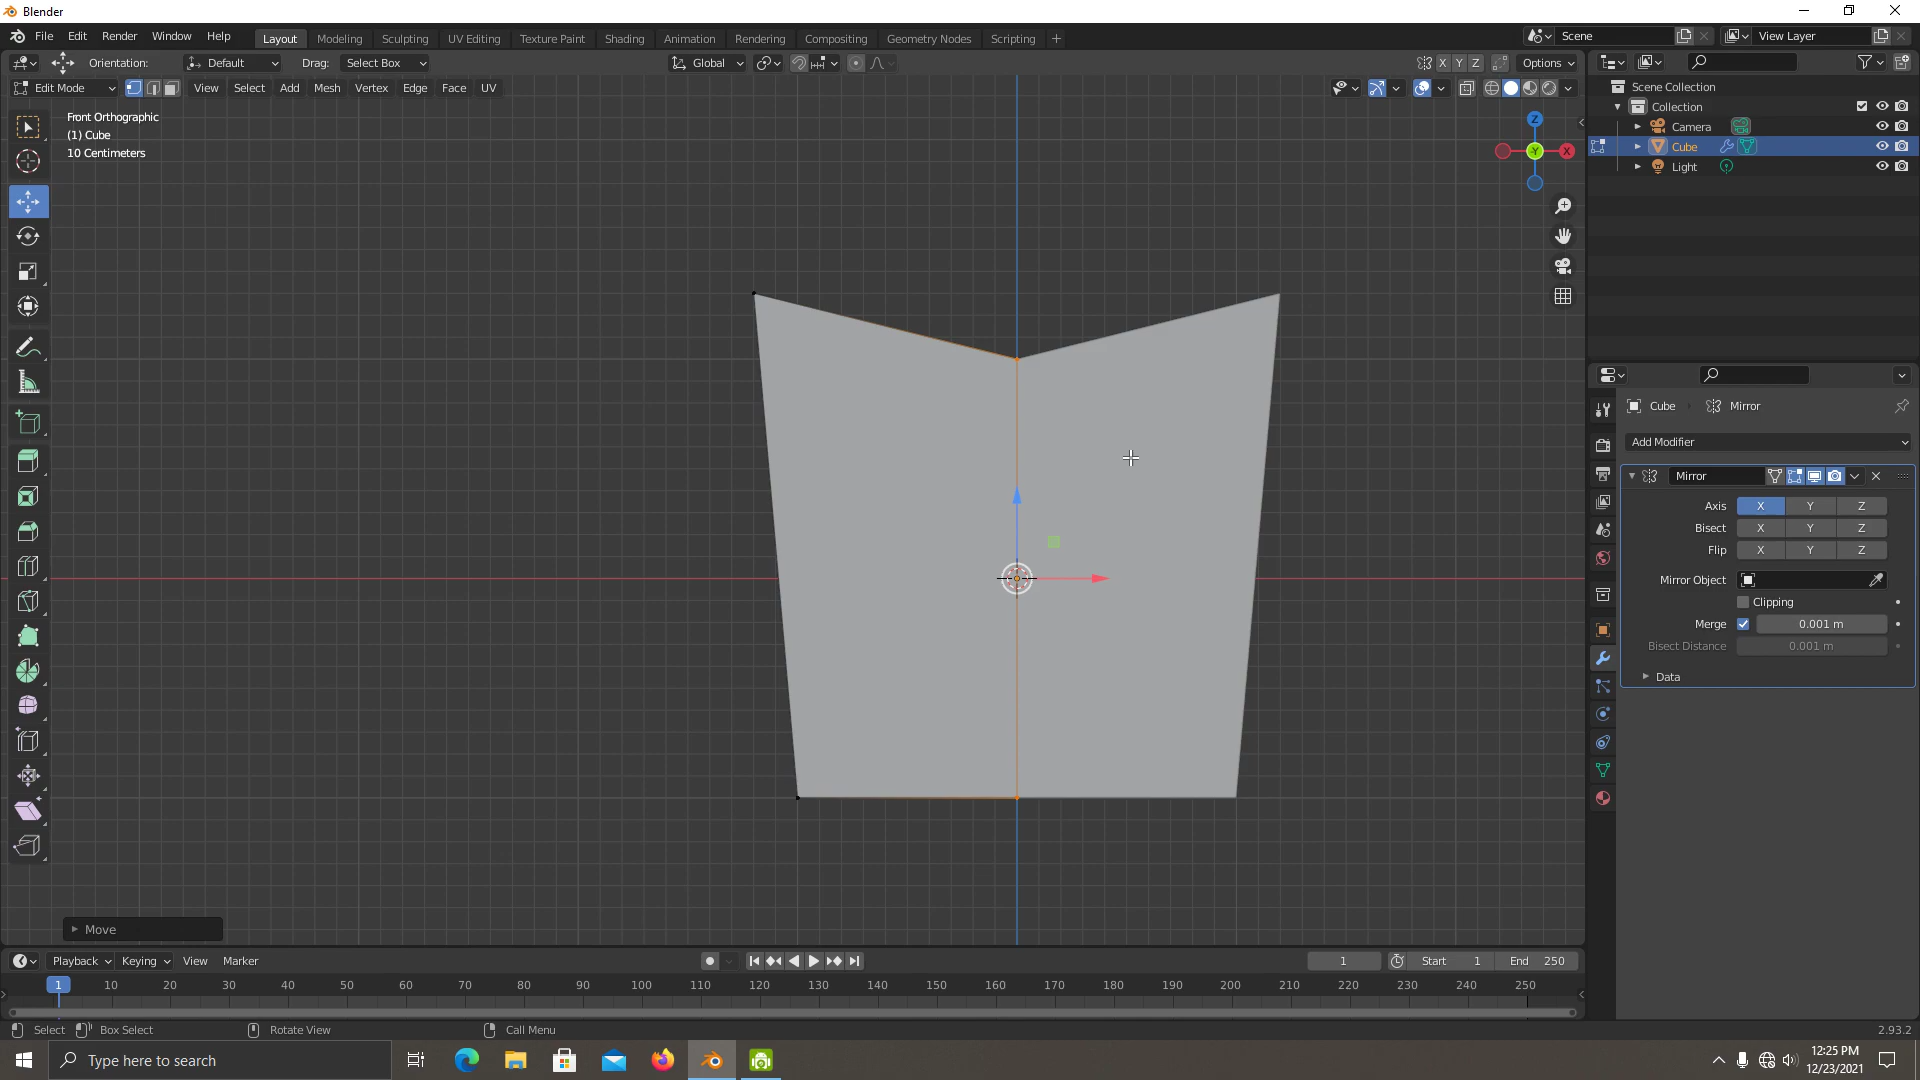 Blender
File Edit Render Window Help
Layout Modeling Sculpting UV Editing Texture Paint Shading Animation Rendering Compositing Geometry Nodes Scripting +
Scene
View Layer
Orientation: Default Drag: Select Box
Global
X Y Z
Options
Edit Mode View Select Add Mesh Vertex Edge Face UV
Front Orthographic
(1) Cube
10 Centimeters
Z
Y
X
Scene Collection
Collection
Camera
Cube
Light
Cube Mirror
Add Modifier
Mirror
Axis X Y Z
Bisect X Y Z
Flip X Y Z
Mirror Object
Clipping
Merge 0.001 m
Bisect Distance 0.001 m
Data
Move
Playback Keying View Marker
1 Start 1 End 250
1 10 20 30 40 50 60 70 80 90 100 110 120 130 140 150 160 170 180 190 200 210 220 230 240 250
Select Box Select Rotate View Call Menu
2.93.2
Type here to search
12:25 PM
12/23/2021